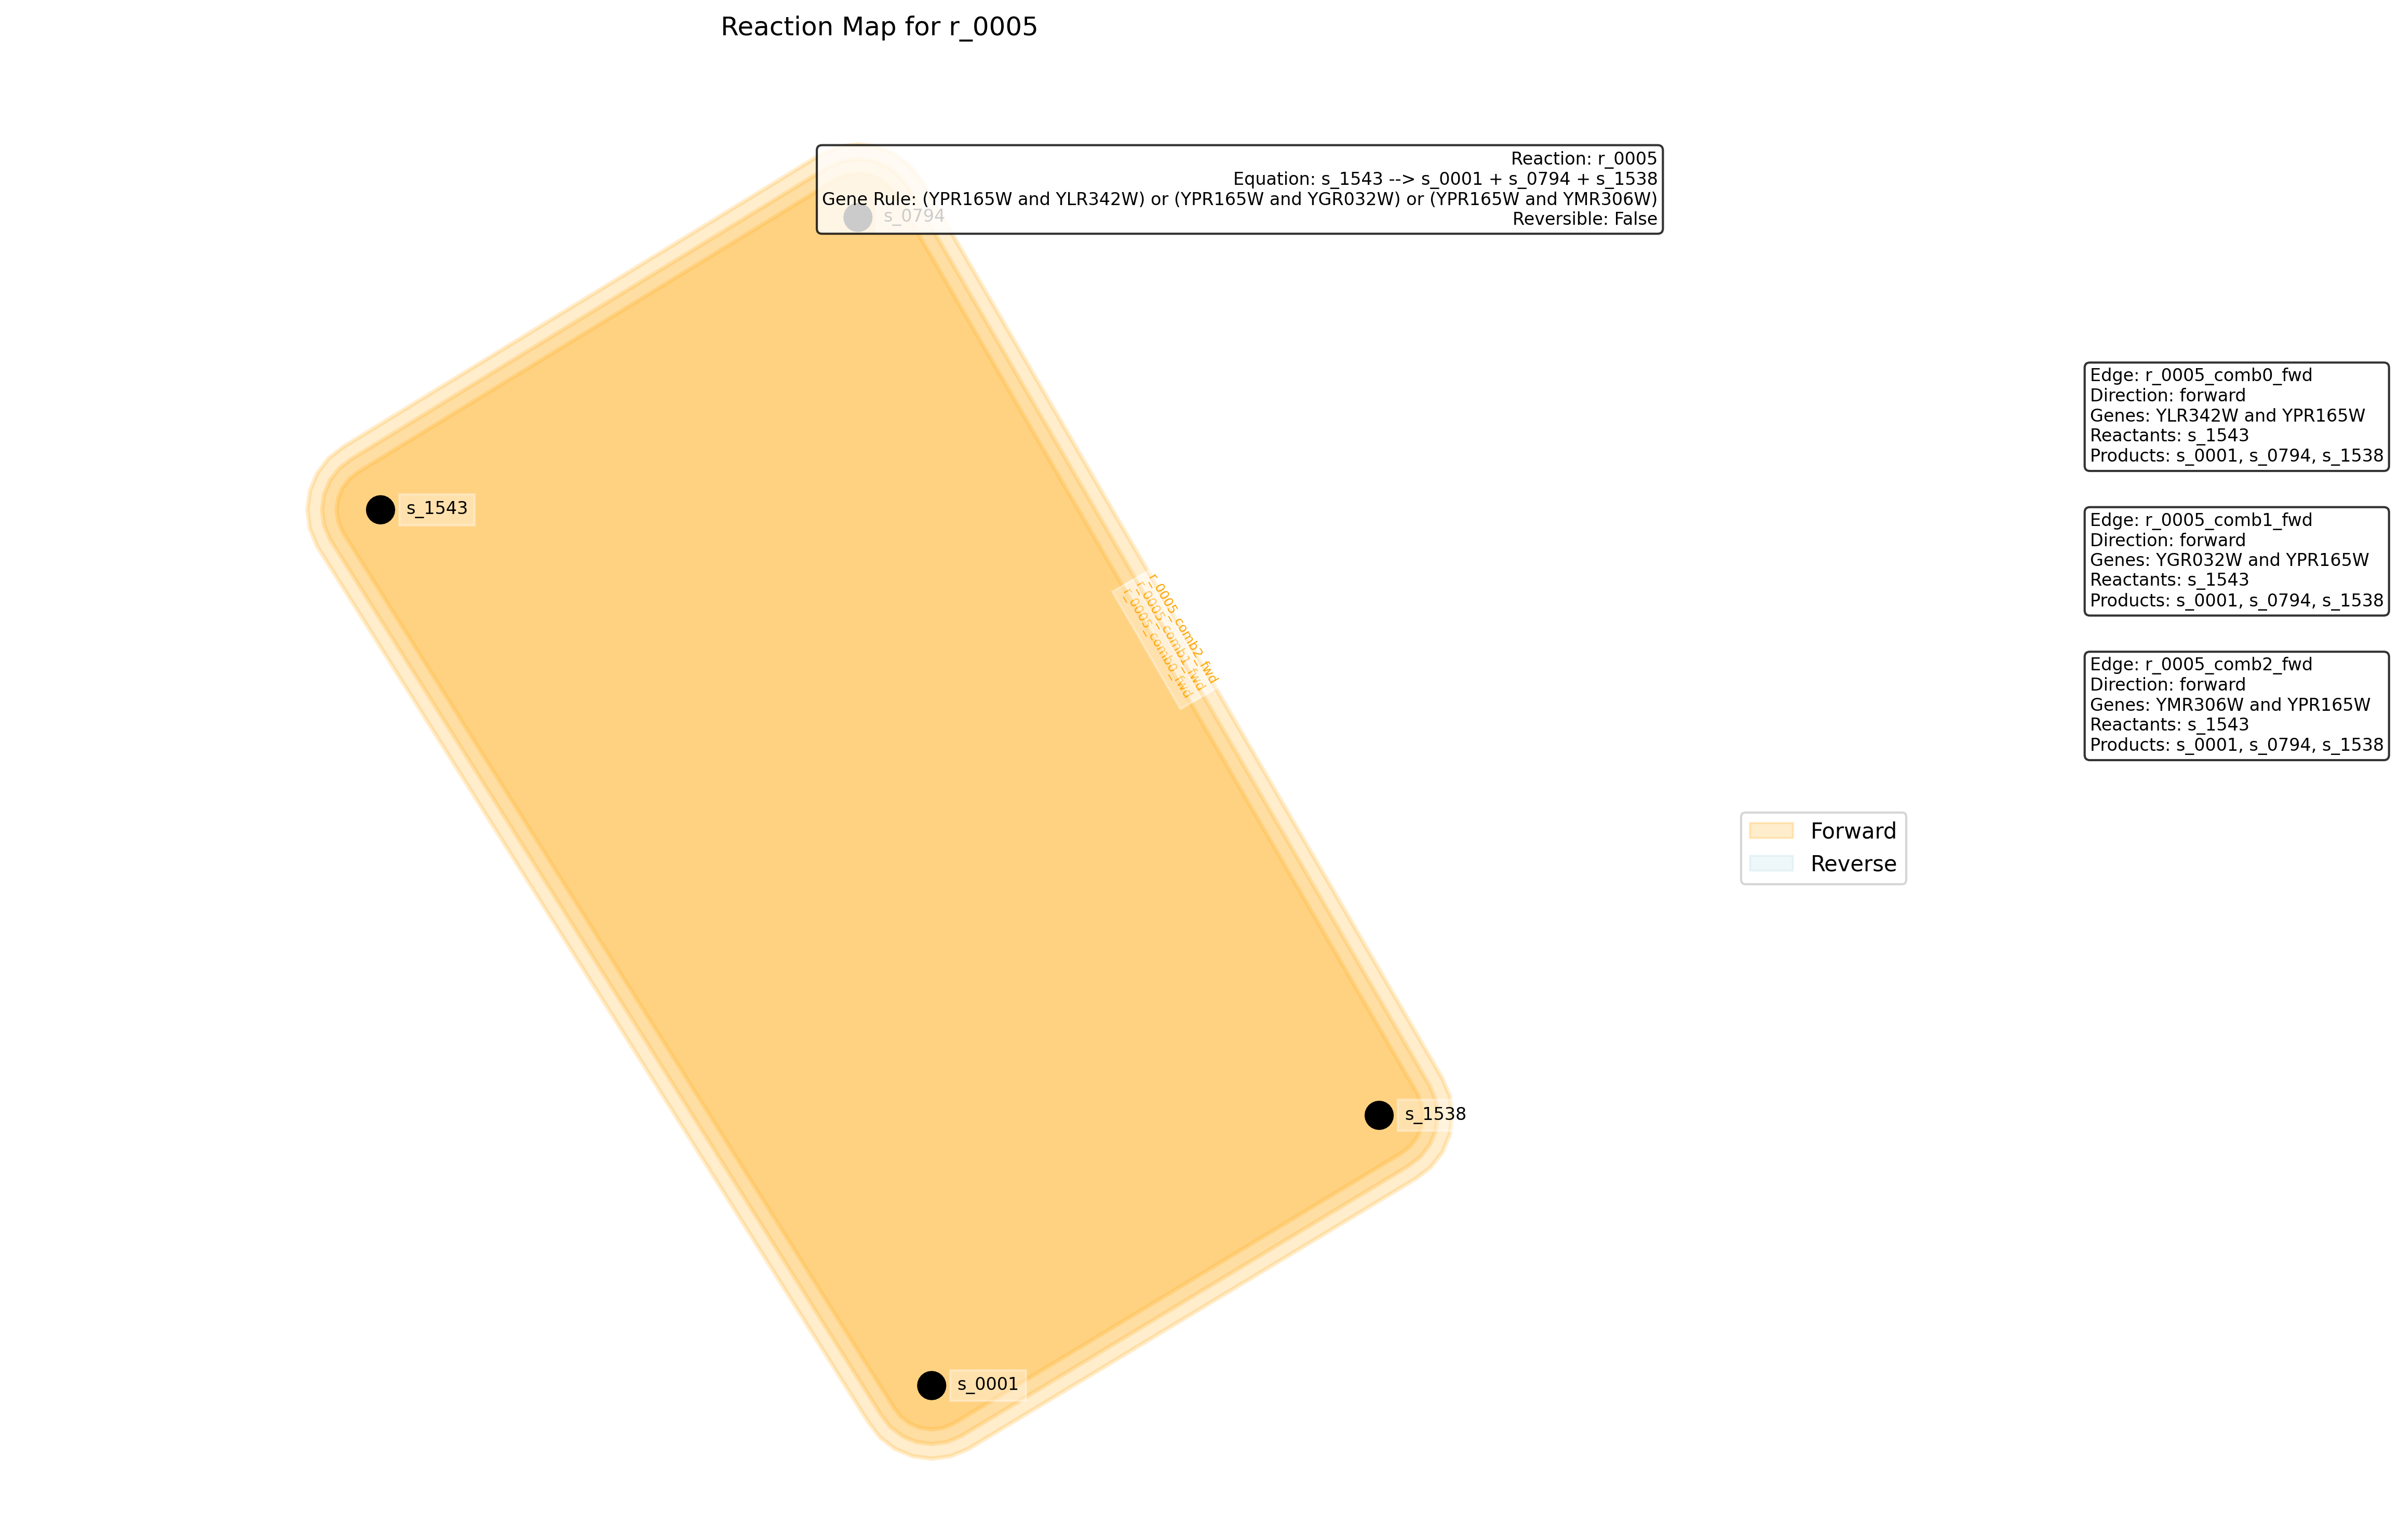 Reaction Map for r_0005
Reaction: r_0005
Equation: s_1543 --> s_0001 + s_0794 + s_1538
Gene Rule: (YPR165W and YLR342W) or (YPR165W and YGR032W) or (YPR165W and YMR306W)
Reversible: False
s_0794
Edge: r_0005_comb0_fwd
Direction: forward
Genes: YLR342W and YPR165W
Reactants: s_1543
Products: s_0001, s_0794, s_1538
s_1543
Edge: r_0005_comb1_fwd
Direction: forward
Genes: YGR032W and YPR165W
Reactants: s_1543
Products: s_0001, s_0794, s_1538
r_0005_comb2_fwd
r_0005_comb1_fwd
r_0005_comb0_fwd
Edge: r_0005_comb2_fwd
Direction: forward
Genes: YMR306W and YPR165W
Reactants: s_1543
Products: s_0001, s_0794, s_1538
Forward
Reverse
s_1538
s_0001